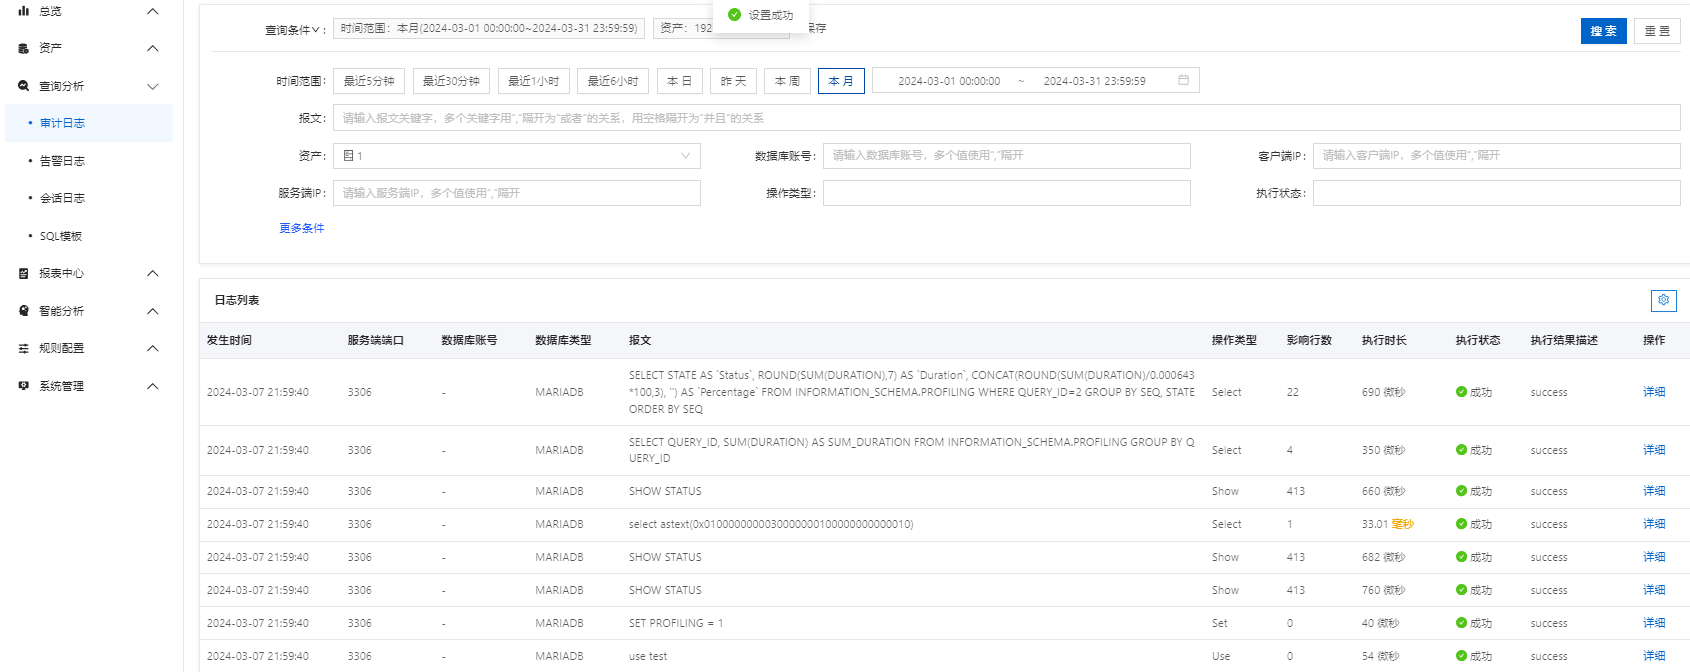 总览
资产
查询分析
审计日志
告警日志
会话日志
SQL模板
报表中心
智能分析
规则配置
系统管理
设置成功
查询条件: 时间范围: 本月(2024-03-01 00:00:00~2024-03-31 23:59:59) 资产: 192 保存 搜索 重置
时间范围: 最近5分钟 最近30分钟 最近1小时 最近6小时 本日 昨天 本周 本月 2024-03-01 00:00:00 ~ 2024-03-31 23:59:59
报文: 请输入报文关键字，多个关键字用","隔开为"或者"的关系，用空格隔开为"并且"的关系
资产: 1 数据库账号: 请输入数据库账号，多个值使用","隔开 客户端IP: 请输入客户端IP，多个值使用","隔开
服务端IP: 请输入服务端IP，多个值使用","隔开 操作类型: 执行状态:
更多条件
日志列表
发生时间 服务端端口 数据库账号 数据库类型 报文 操作类型 影响行数 执行时长 执行状态 执行结果描述 操作
SELECT STATE AS `Status`, ROUND(SUM(DURATION),7) AS `Duration`, CONCAT(ROUND(SUM(DURATION)/0.000643
2024-03-07 21:59:40 3306 - MARIADB *100,3), '') AS `Percentage` FROM INFORMATION_SCHEMA.PROFILING WHERE QUERY_ID=2 GROUP BY SEQ, STATE Select 22 690 微秒 成功 success 详细
ORDER BY SEQ
SELECT QUERY_ID, SUM(DURATION) AS SUM_DURATION FROM INFORMATION_SCHEMA.PROFILING GROUP BY Q
2024-03-07 21:59:40 3306 - MARIADB UERY_ID Select 4 350 微秒 成功 success 详细
2024-03-07 21:59:40 3306 - MARIADB SHOW STATUS Show 413 660 微秒 成功 success 详细
2024-03-07 21:59:40 3306 - MARIADB Select 1 33.01 毫秒 成功 success 详细
2024-03-07 21:59:40 3306 - MARIADB SHOW STATUS Show 413 682 微秒 成功 success 详细
2024-03-07 21:59:40 3306 - MARIADB SHOW STATUS Show 413 760 微秒 成功 success 详细
2024-03-07 21:59:40 3306 - MARIADB SET PROFILING = 1 Set 0 40 微秒 成功 success 详细
2024-03-07 21:59:40 3306 - MARIADB use test Use 0 54 微秒 成功 success 详细